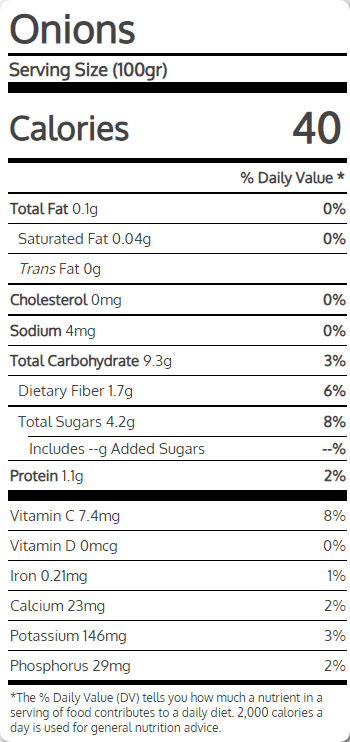 Onions
Serving Size (100gr)
Calories 40
% Daily Value *
Total Fat 0.1g 0%
Saturated Fat 0.04g 0%
Trans Fat 0g
Cholesterol 0mg 0%
Sodium 4mg 0%
Total Carbohydrate 9.3g 3%
Dietary Fiber 1.7g 6%
Total Sugars 4.2g 8%
Includes --g Added Sugars --%
Protein 1.1g 2%
Vitamin C 7.4mg 8%
Vitamin D 0mcg 0%
Iron 0.21mg 1%
Calcium 23mg 2%
Potassium 146mg 3%
Phosphorus 29mg 2%
*The % Daily Value (DV) tells you how much a nutrient in a
serving of food contributes to a daily diet. 2,000 calories a
day is used for general nutrition advice.